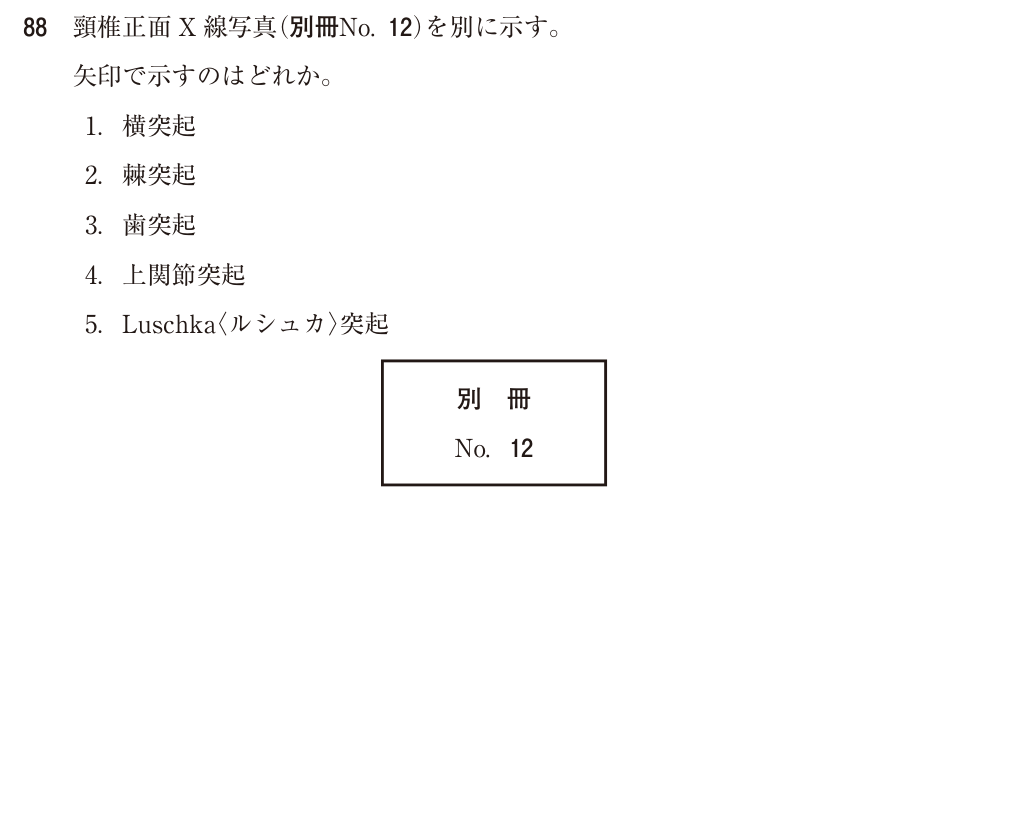 88 頸椎正面 X 線写真(別冊No. 12)を別に示す。
矢印で示すのはどれか。
1. 横突起
2. 棘突起
3. 歯突起
4. 上関節突起
5. Luschka〈ルシュカ〉突起
別 冊
No. 12